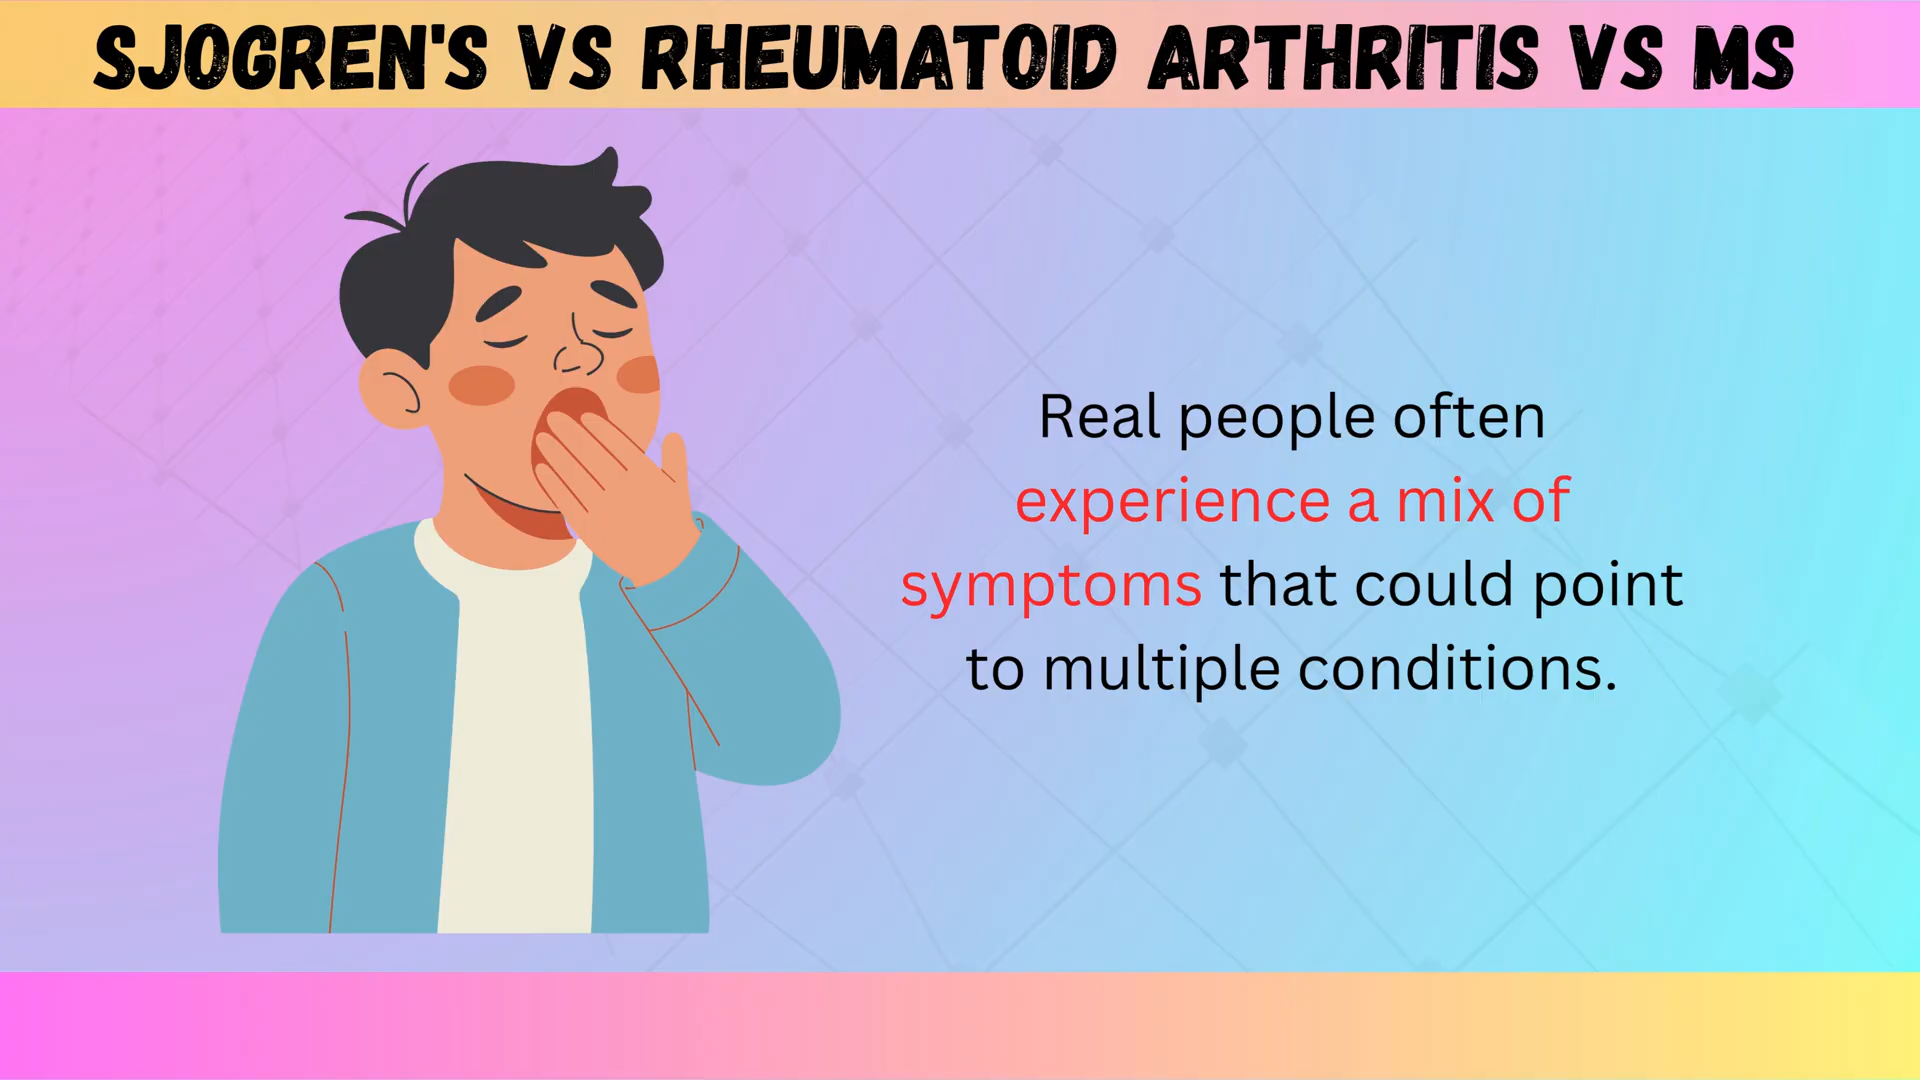 SJOGREN'S VS RHEUMATOID ARTHRITIS VS MS
Real people often
experience a mix of
symptoms that could point
to multiple conditions.